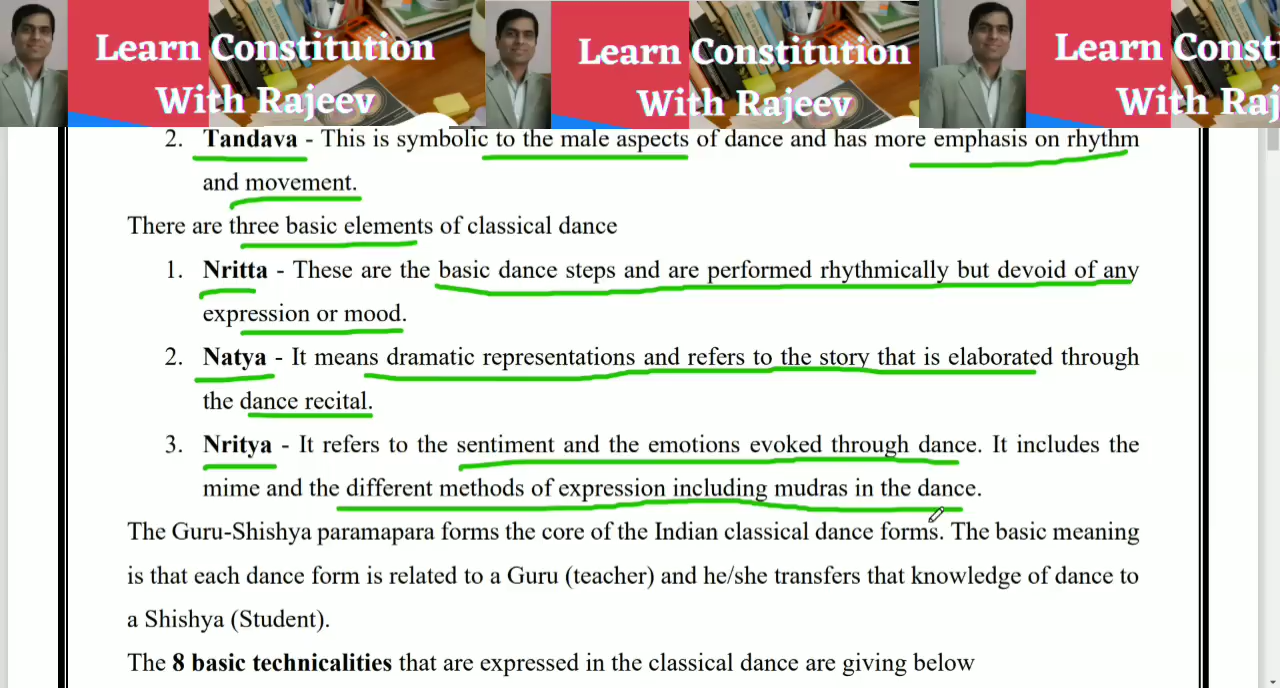 Learn Constitution
With Rajeev
Learn Constitution
With Rajeev
Learn Consti
With Raj
2. Tandava - This is symbolic to the male aspects of dance and has more emphasis on rhythm
and movement.
There are three basic elements of classical dance
1. Nritta - These are the basic dance steps and are performed rhythmically but devoid of any
expression or mood.
2. Natya - It means dramatic representations and refers to the story that is elaborated through
the dance recital.
3. Nritya - It refers to the sentiment and the emotions evoked through dance. It includes the
mime and the different methods of expression including mudras in the dance.
The Guru-Shishya paramapara forms the core of the Indian classical dance forms. The basic meaning
is that each dance form is related to a Guru (teacher) and he/she transfers that knowledge of dance to
a Shishya (Student).
The 8 basic technicalities that are expressed in the classical dance are giving below